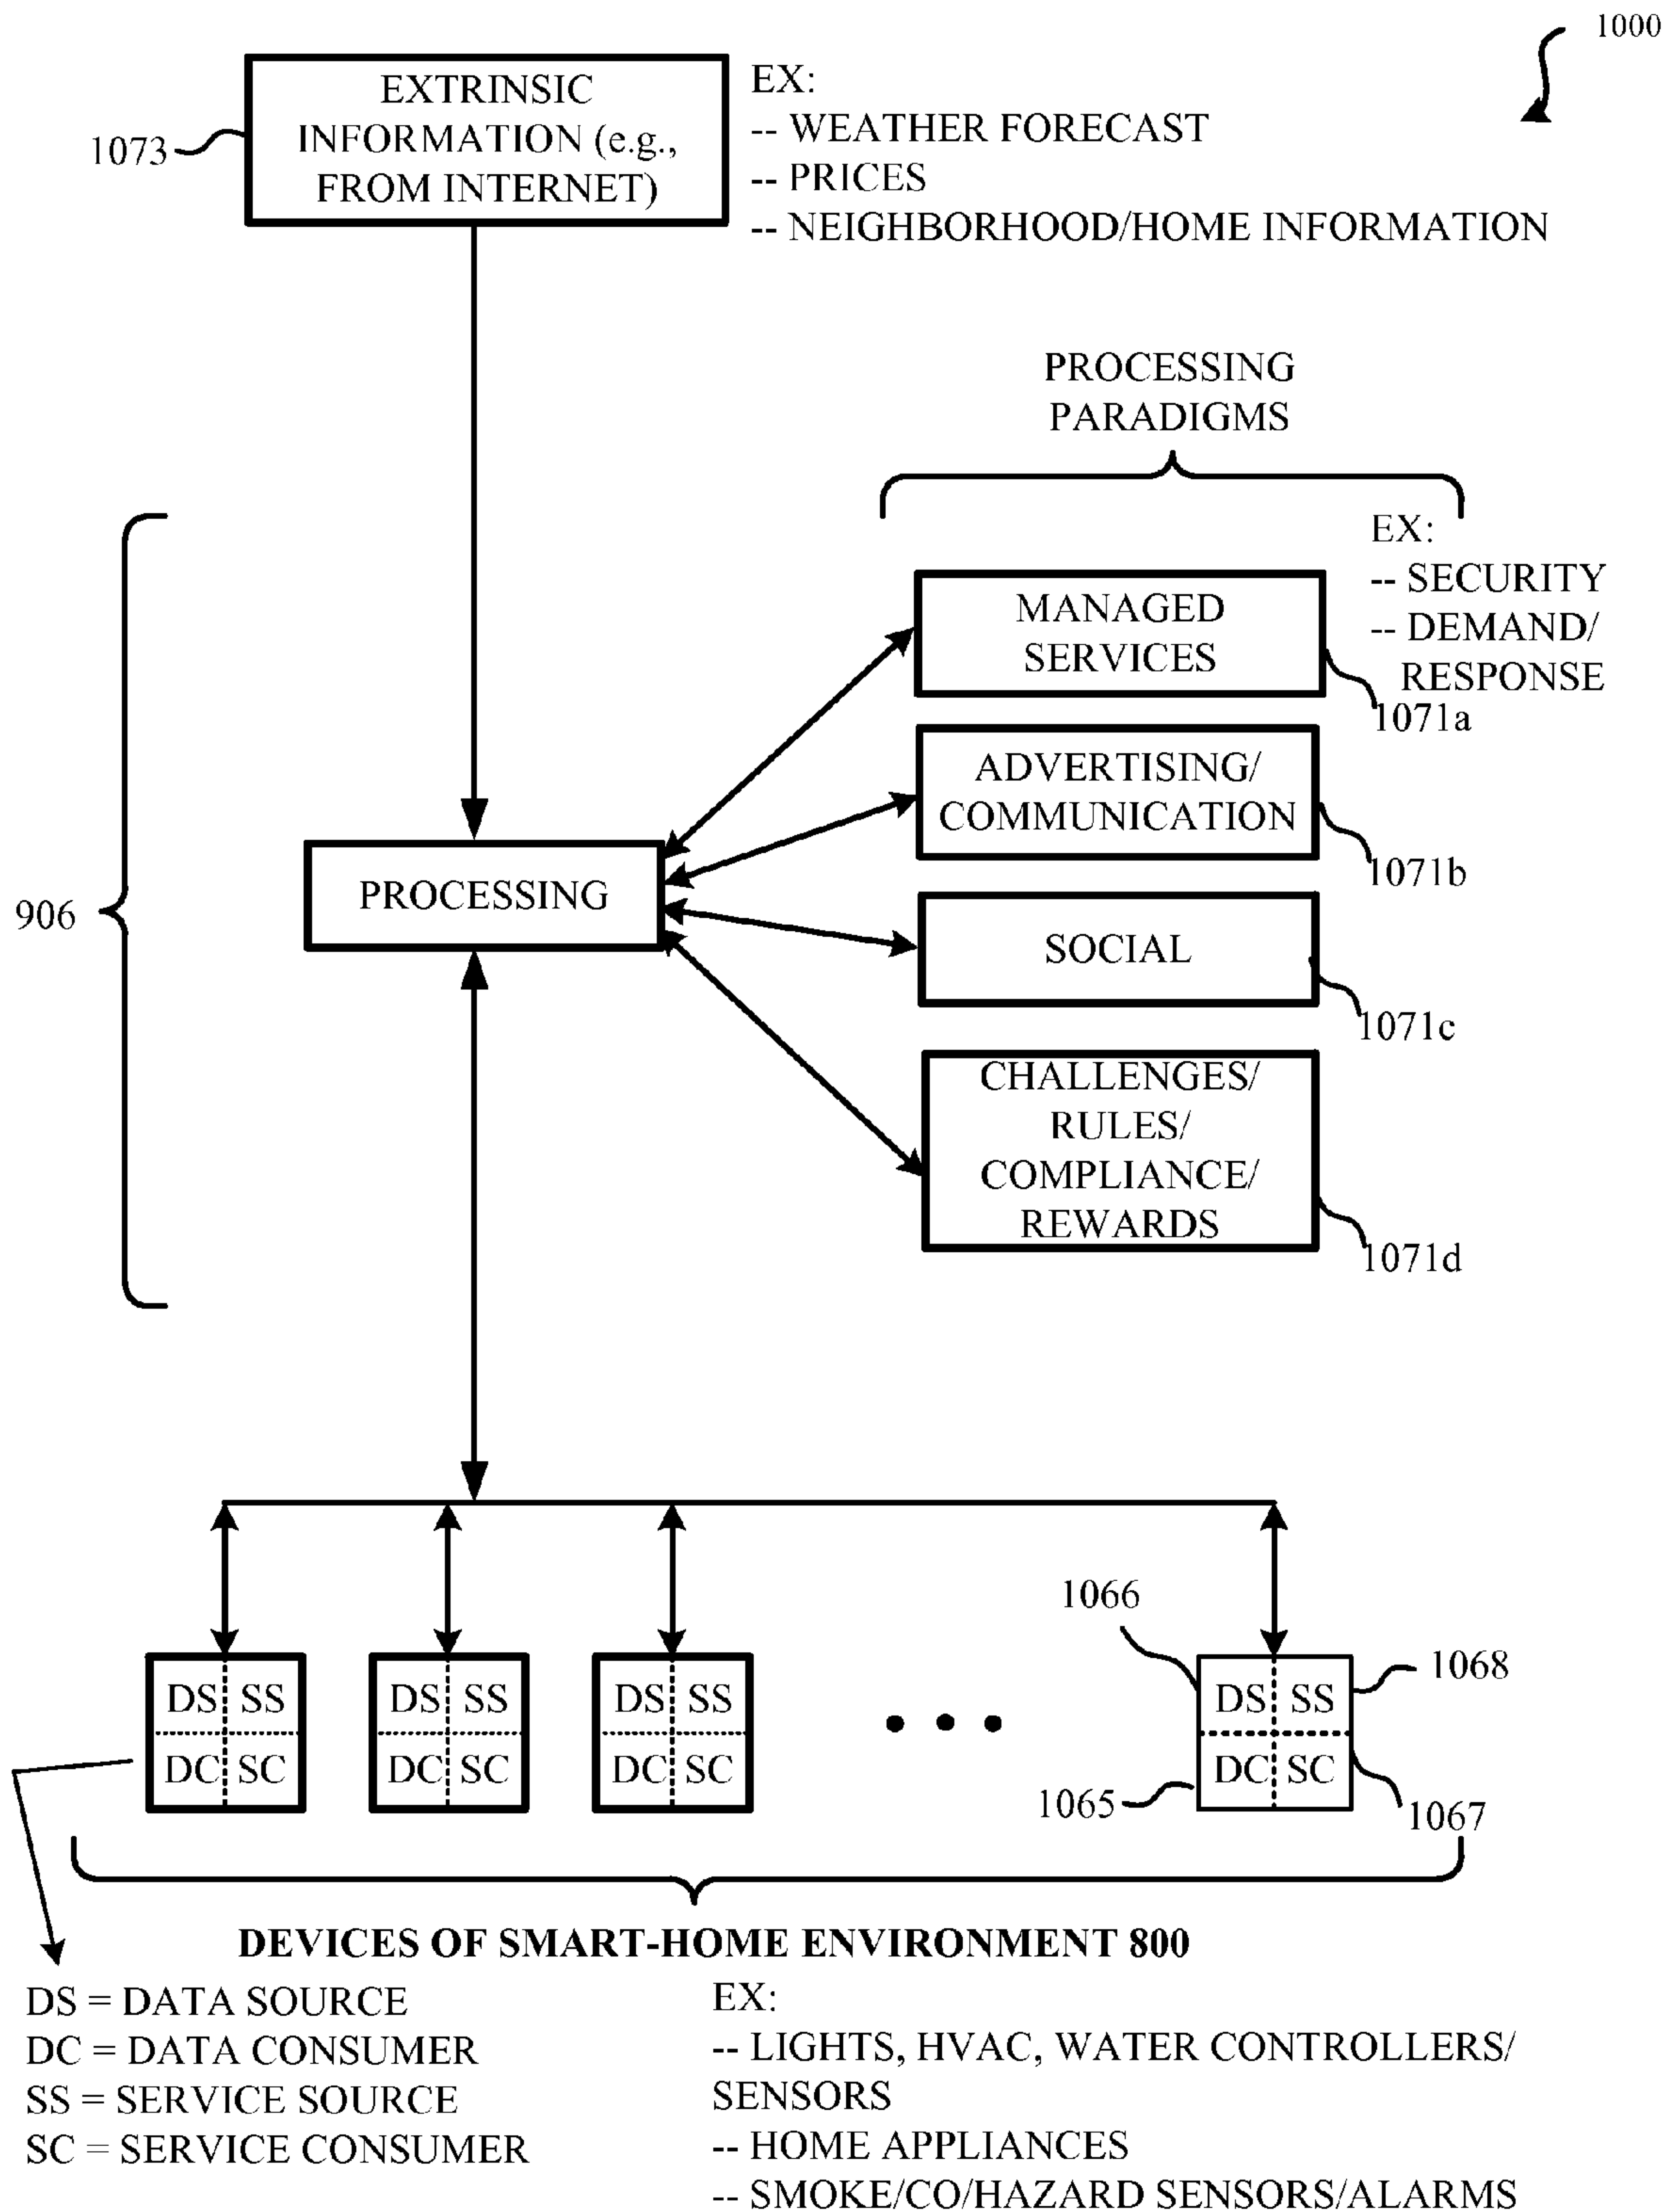 1000
EXTRINSIC
INFORMATION (e.g.,
FROM INTERNET)
1073
EX:
-- WEATHER FORECAST
-- PRICES
-- NEIGHBORHOOD/HOME INFORMATION
PROCESSING
PARADIGMS
EX:
-- SECURITY
-- DEMAND/
RESPONSE
MANAGED
SERVICES
1071a
ADVERTISING/
COMMUNICATION
1071b
PROCESSING
906
SOCIAL
1071c
CHALLENGES/
RULES/
COMPLIANCE/
REWARDS
1071d
1066
1068
DS SS
DC SC
DS SS
DC SC
DS SS
DC SC
DS SS
DC SC
1065
1067
DEVICES OF SMART-HOME ENVIRONMENT 800
DS = DATA SOURCE
DC = DATA CONSUMER
SS = SERVICE SOURCE
SC = SERVICE CONSUMER
EX:
-- LIGHTS, HVAC, WATER CONTROLLERS/
SENSORS
-- HOME APPLIANCES
-- SMOKE/CO/HAZARD SENSORS/ALARMS